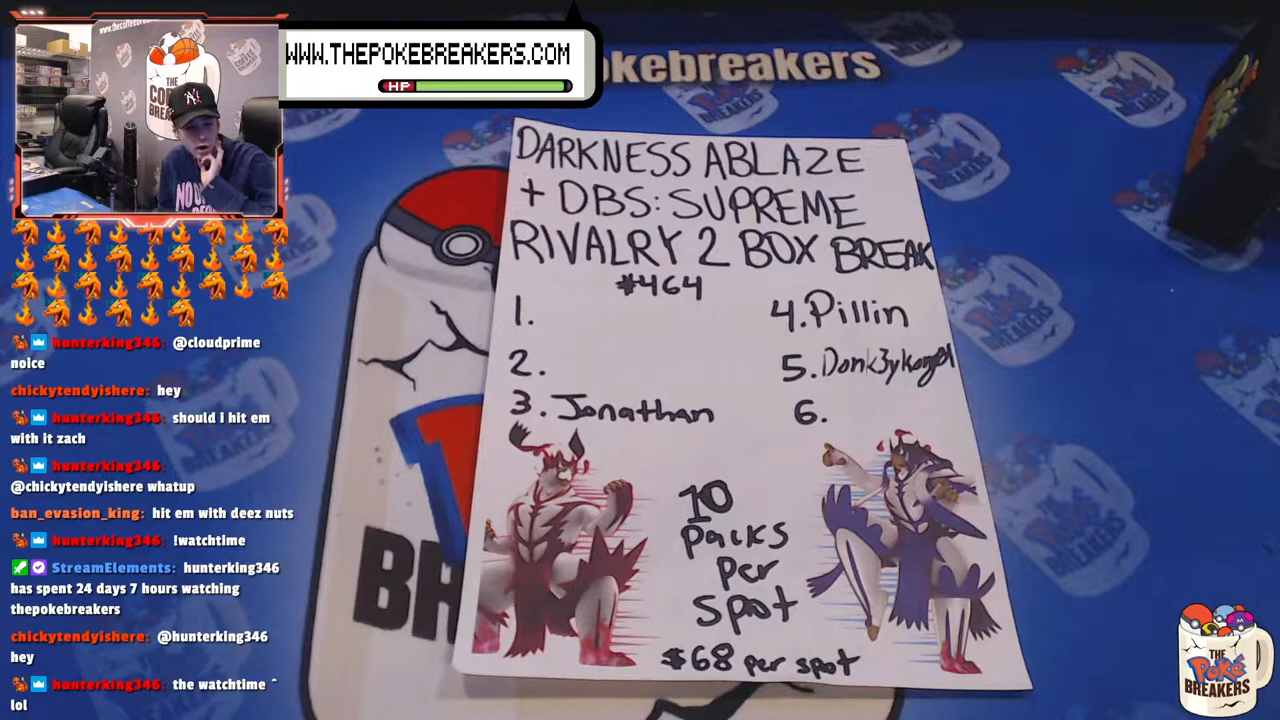 WWW.THEPOKEBREAKERS.COM
HP
okebreakers
THE
BREAKERS
DARKNESS ABLAZE
+ DBS: SUPREME
RIVALRY 2 BOX BREAK
#464
1.
2.
3. Jonathan
4. Pillin
5.
6.
10
packs
per
spot
$68 per spot
hunterking346 @cloudprime
noice
chickytendyishere: hey
hunterking346: should i hit em
with it zach
hunterking346:
@chickytendyishere whatup
ban_evasion_king: hit em with deez nuts
hunterking346: !watchtime
StreamElements: hunterking346
has spent 24 days 7 hours watching
thepokebreakers
chickytendyishere: @hunterking346
hey
hunterking346: the watchtime ^
lol
THE
Poké
BREAKERS